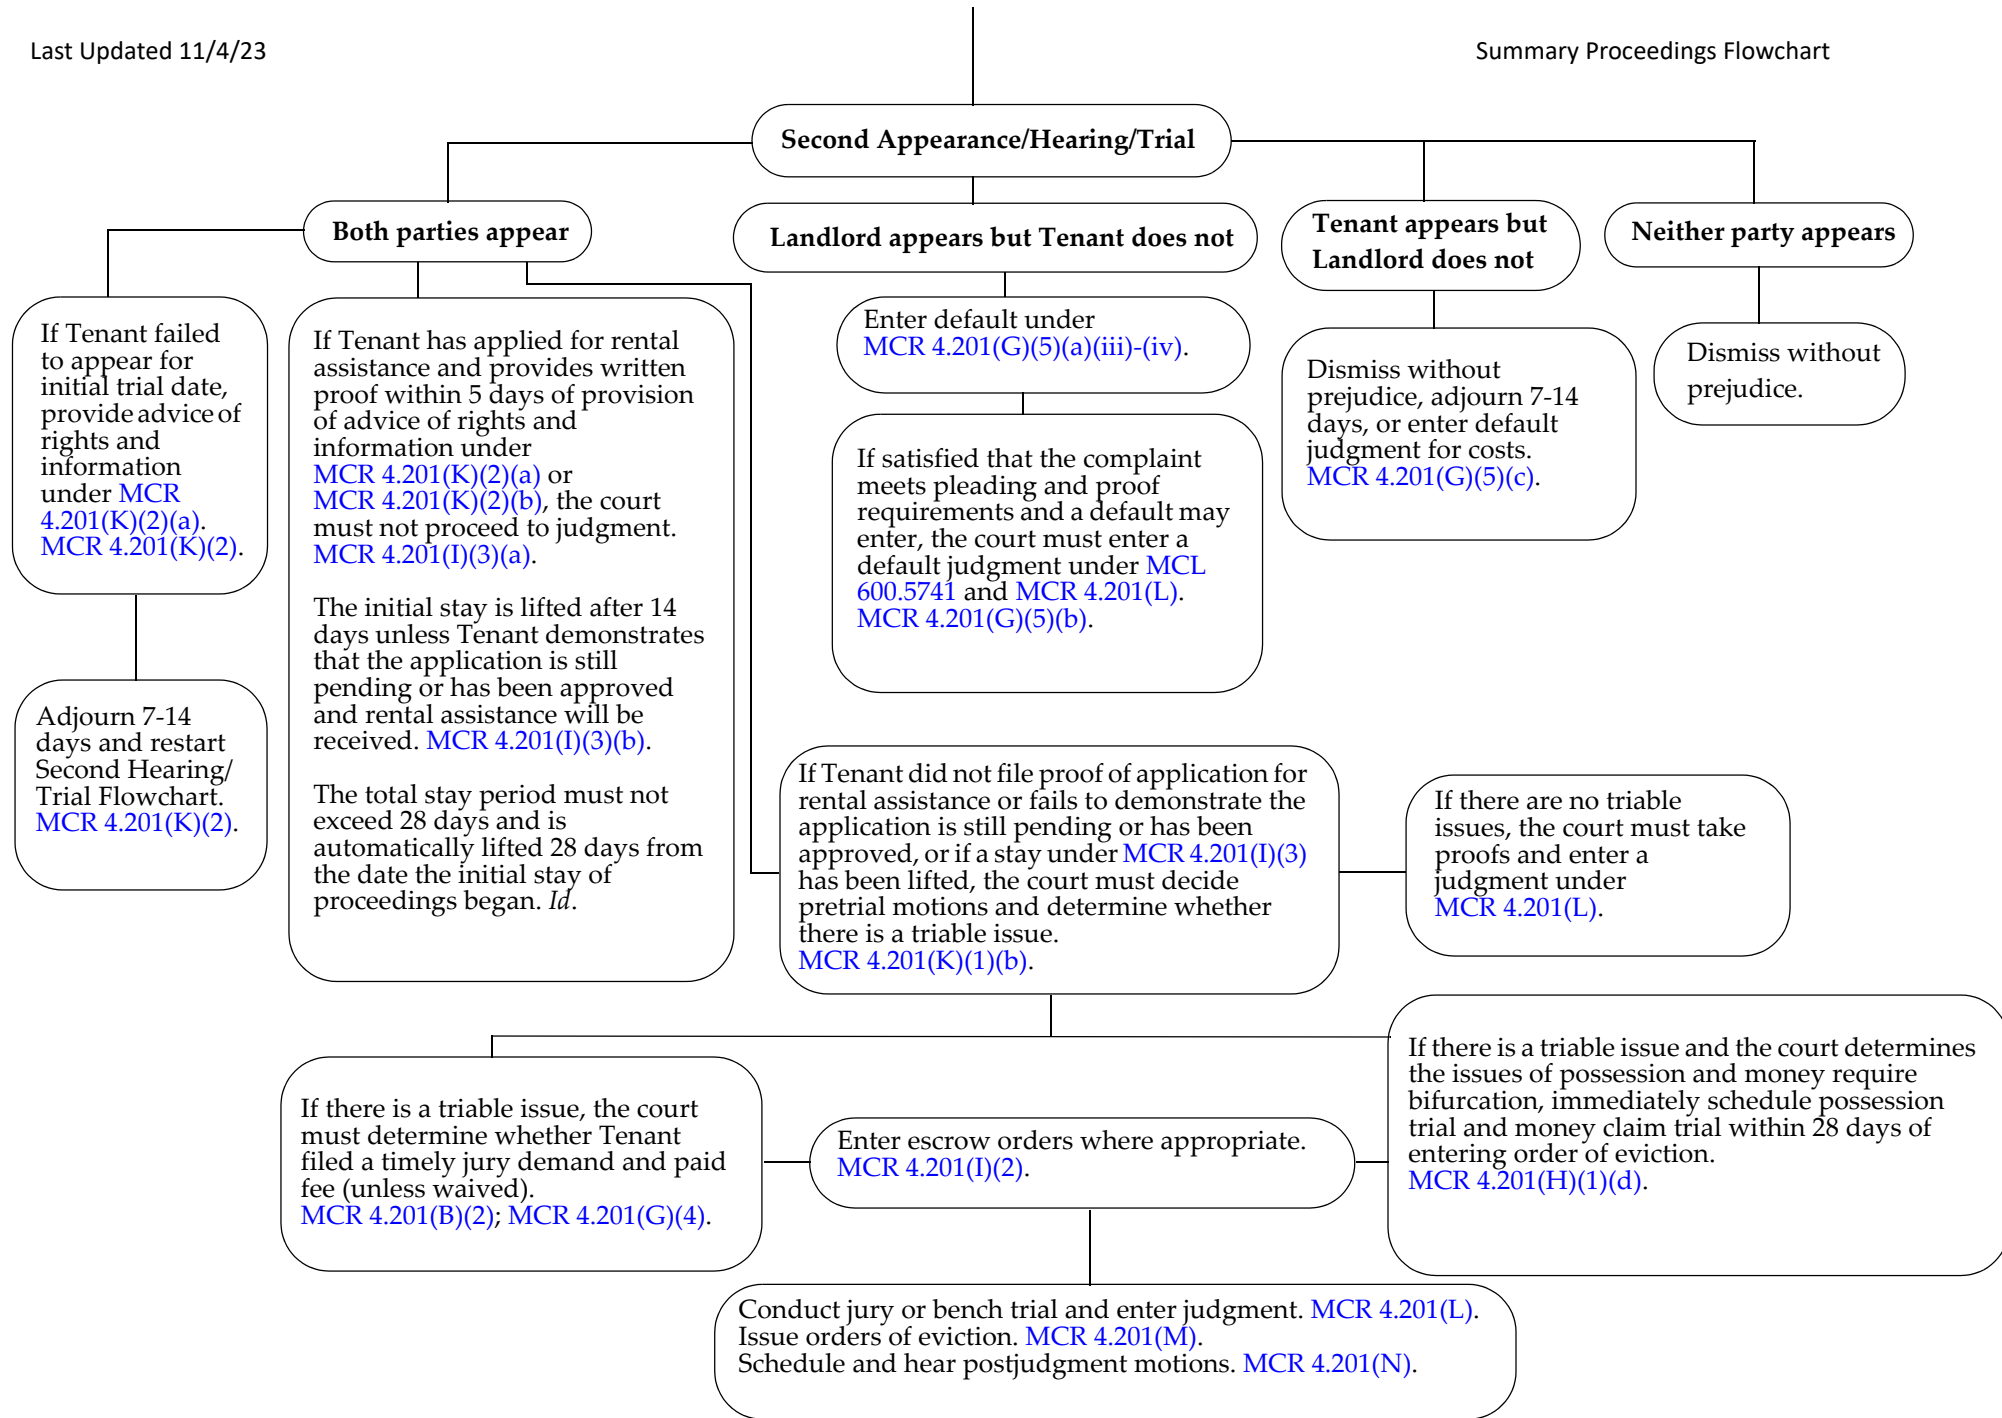 Last Updated 11/4/23
Summary Proceedings Flowchart
Second Appearance/Hearing/Trial
Both parties appear
Landlord appears but Tenant does not
Tenant appears but
Landlord does not
Neither party appears
If Tenant failed
to appear for
initial trial date,
provide advice of
rights and
information
under MCR
4.201(K)(2)(a).
MCR 4.201(K)(2).
Adjourn 7-14
days and restart
Second Hearing/
Trial Flowchart.
MCR 4.201(K)(2).
If Tenant has applied for rental
assistance and provides written
proof within 5 days of provision
of advice of rights and
information under
MCR 4.201(K)(2)(a) or
MCR 4.201(K)(2)(b), the court
must not proceed to judgment.
MCR 4.201(I)(3)(a).
The initial stay is lifted after 14
days unless Tenant demonstrates
that the application is still
pending or has been approved
and rental assistance will be
received. MCR 4.201(I)(3)(b).
The total stay period must not
exceed 28 days and is
automatically lifted 28 days from
the date the initial stay of
proceedings began. Id.
Enter default under
MCR 4.201(G)(5)(a)(iii)-(iv).
If satisfied that the complaint
meets pleading and proof
requirements and a default may
enter, the court must enter a
default judgment under MCL
600.5741 and MCR 4.201(L).
MCR 4.201(G)(5)(b).
Dismiss without
prejudice, adjourn 7-14
days, or enter default
judgment for costs.
MCR 4.201(G)(5)(c).
Dismiss without
prejudice.
If Tenant did not file proof of application for
rental assistance or fails to demonstrate the
application is still pending or has been
approved, or if a stay under MCR 4.201(I)(3)
has been lifted, the court must decide
pretrial motions and determine whether
there is a triable issue.
MCR 4.201(K)(1)(b).
If there are no triable
issues, the court must take
proofs and enter a
judgment under
MCR 4.201(L).
If there is a triable issue, the court
must determine whether Tenant
filed a timely jury demand and paid
fee (unless waived).
MCR 4.201(B)(2); MCR 4.201(G)(4).
Enter escrow orders where appropriate.
MCR 4.201(I)(2).
If there is a triable issue and the court determines
the issues of possession and money require
bifurcation, immediately schedule possession
trial and money claim trial within 28 days of
entering order of eviction.
MCR 4.201(H)(1)(d).
Conduct jury or bench trial and enter judgment. MCR 4.201(L).
Issue orders of eviction. MCR 4.201(M).
Schedule and hear postjudgment motions. MCR 4.201(N).